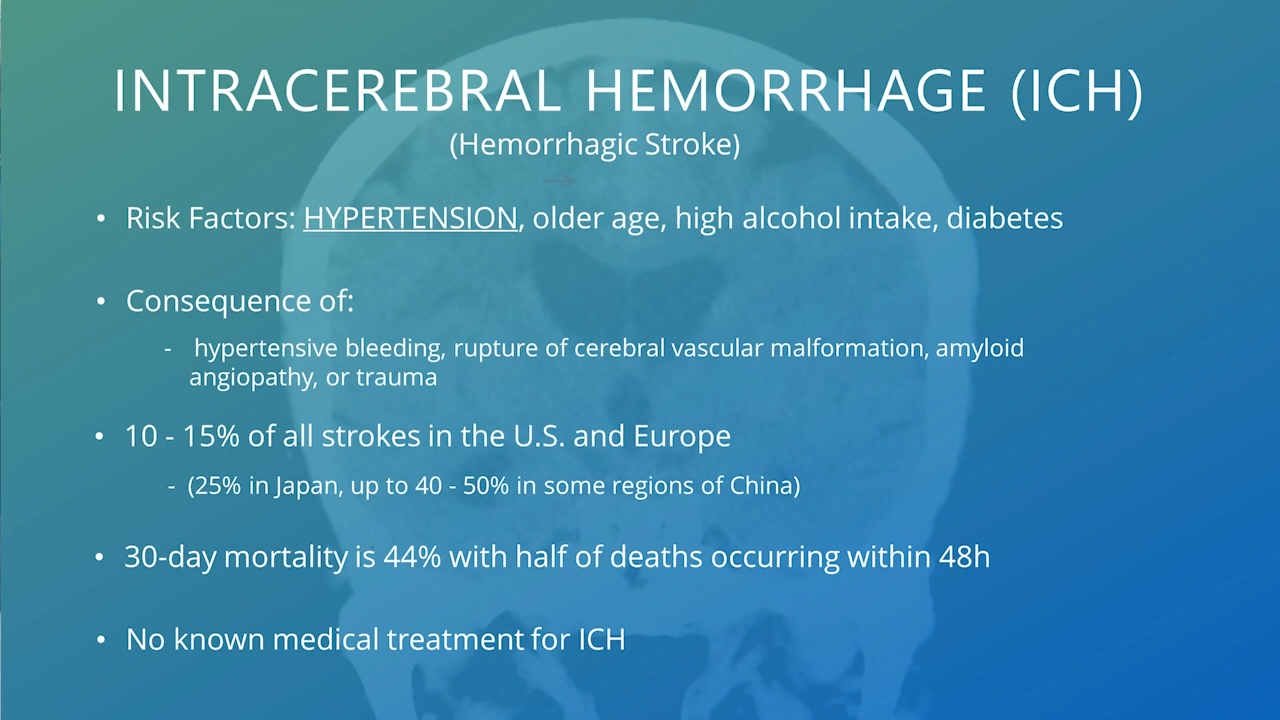 INTRACEREBRAL HEMORRHAGE (ICH)
(Hemorrhagic Stroke)
• Risk Factors: HYPERTENSION, older age, high alcohol intake, diabetes
• Consequence of:
- hypertensive bleeding, rupture of cerebral vascular malformation, amyloid
angiopathy, or trauma
• 10 - 15% of all strokes in the U.S. and Europe
- (25% in Japan, up to 40 - 50% in some regions of China)
• 30-day mortality is 44% with half of deaths occurring within 48h
• No known medical treatment for ICH